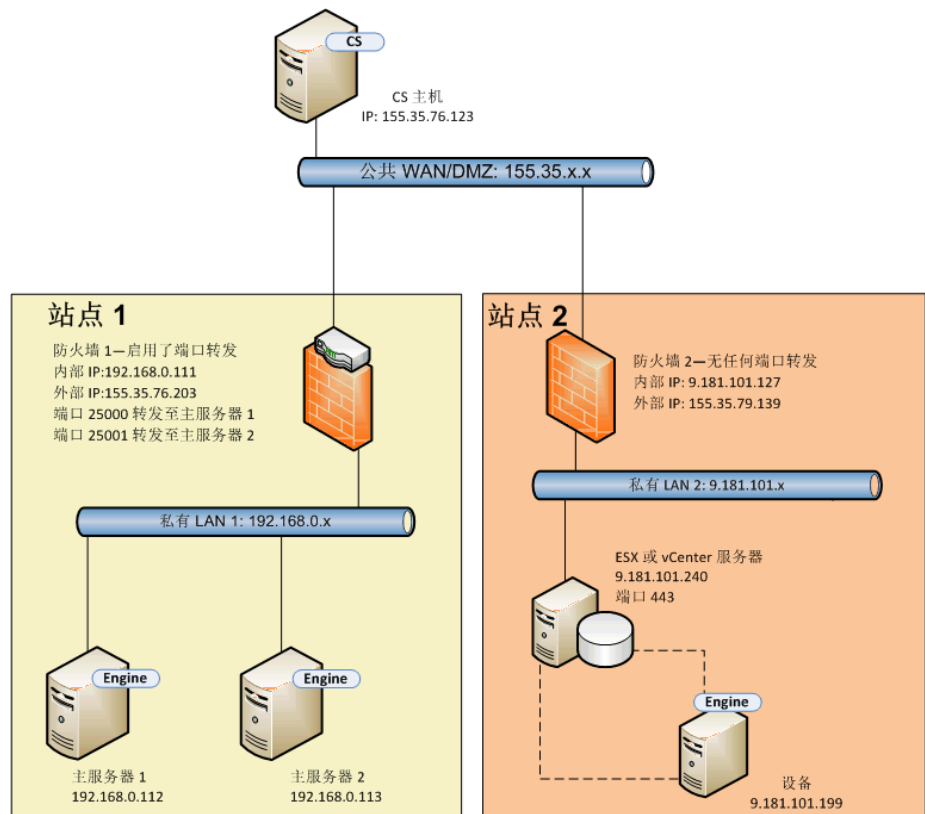 CS
CS 主机
IP: 155.35.76.123
公共 WAN/DMZ: 155.35.x.x
站点 1
防火墙 1—启用了端口转发
内部 IP:192.168.0.111
外部 IP:155.35.76.203
端口 25000 转发至主服务器 1
端口 25001 转发至主服务器 2
私有 LAN 1: 192.168.0.x
Engine
主服务器 1
192.168.0.112
Engine
主服务器 2
192.168.0.113
站点 2
防火墙 2—无任何端口转发
内部 IP: 9.181.101.127
外部 IP: 155.35.79.139
私有 LAN 2: 9.181.101.x
ESX 或 vCenter 服务器
9.181.101.240
端口 443
Engine
设备
9.181.101.199